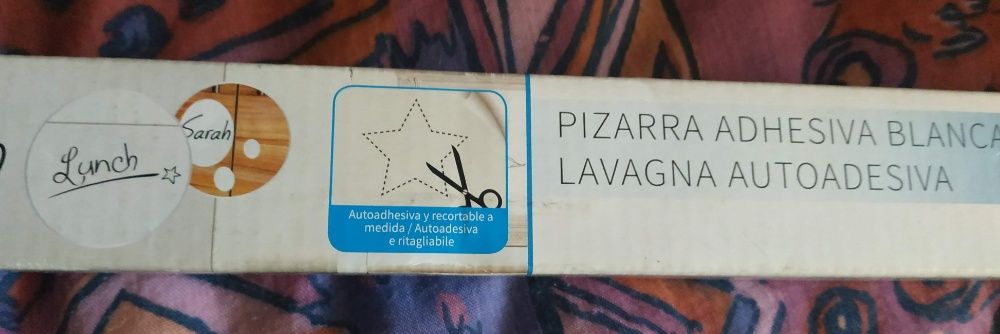 Lunch
Sarah
Autoadhesiva y recortable a
medida / Autoadesiva
e ritagliabile
PIZARRA ADHESIVA BLANCA
LAVAGNA AUTOADESIVA